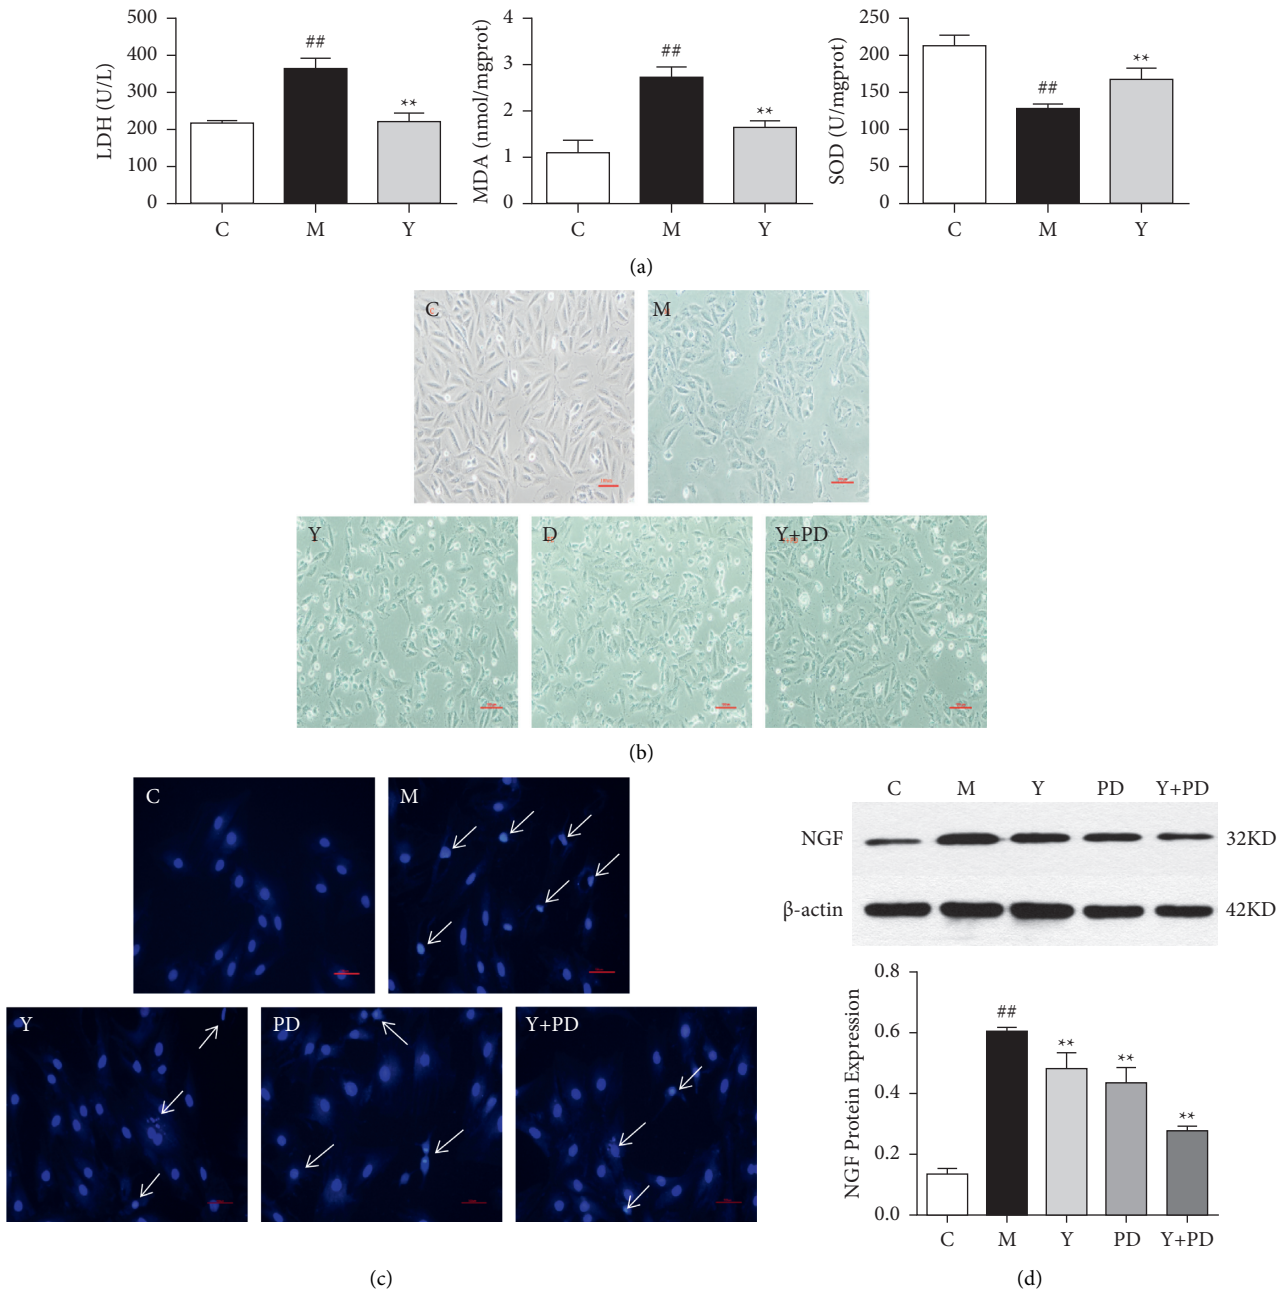 500
400
300
200
100
0
LDH (U/L)
##
**
C M Y
4
3
2
1
0
MDA (nmol/mgprot)
##
**
C M Y
250
200
150
100
50
0
SOD (U/mgprot)
##
**
C M Y
(a)
C
M
Y
D
Y+PD
(b)
C
M
Y
PD
Y+PD
(c)
C M Y PD Y+PD
NGF 32KD
β-actin 42KD
0.8
0.6
0.4
0.2
0.0
NGF Protein Expression
##
**
**
**
C M Y PD Y+PD
(d)